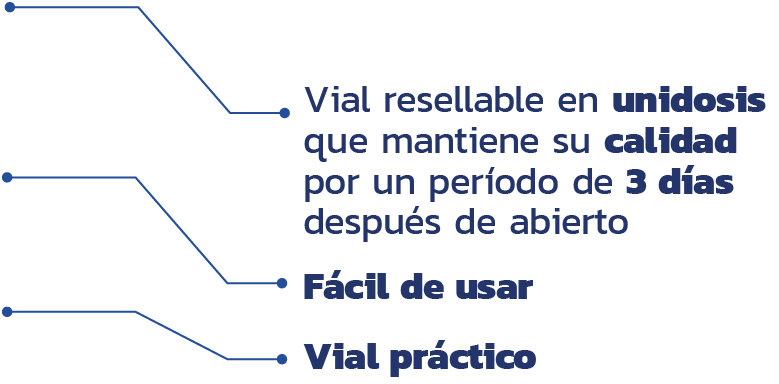 Vial resellable en unidosis
que mantiene su calidad
por un período de 3 días
después de abierto
Fácil de usar
Vial práctico